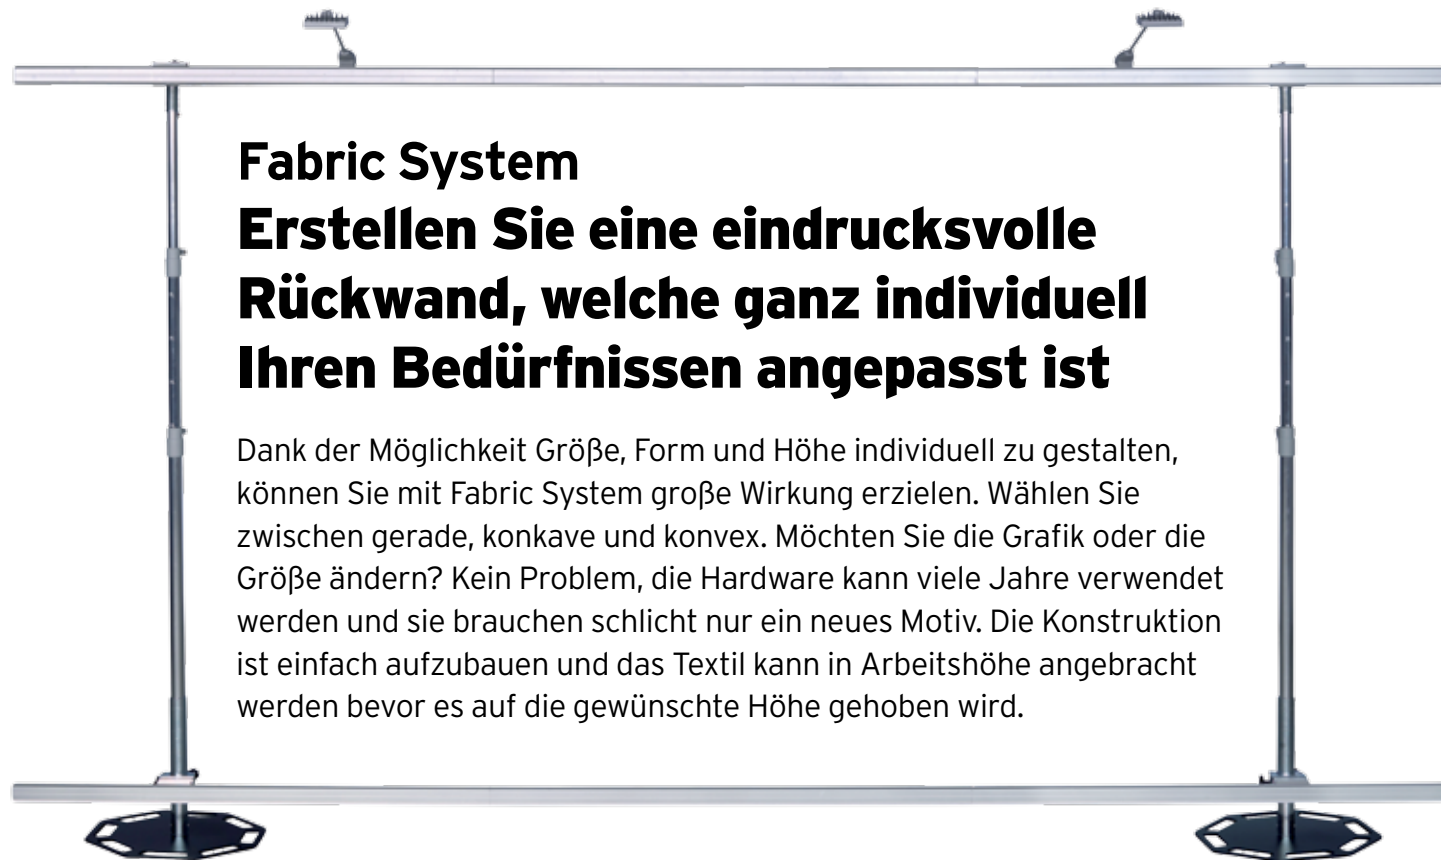 Fabric System
Erstellen Sie eine eindrucksvolle
Rückwand, welche ganz individuell
Ihren Bedürfnissen angepasst ist
Dank der Möglichkeit Größe, Form und Höhe individuell zu gestalten,
können Sie mit Fabric System große Wirkung erzielen. Wählen Sie
zwischen gerade, konkave und konvex. Möchten Sie die Grafik oder die
Größe ändern? Kein Problem, die Hardware kann viele Jahre verwendet
werden und sie brauchen schlicht nur ein neues Motiv. Die Konstruktion
ist einfach aufzubauen und das Textil kann in Arbeitshöhe angebracht
werden bevor es auf die gewünschte Höhe gehoben wird.